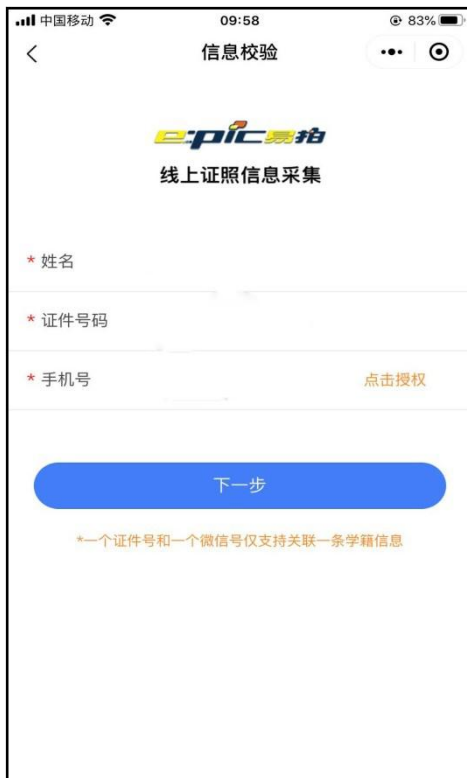 中国移动 09:58 83%
信息校验
e:pic易拍
线上证照信息采集
* 姓名
* 证件号码
* 手机号 点击授权
下一步
*一个证件号和一个微信号仅支持关联一条学籍信息